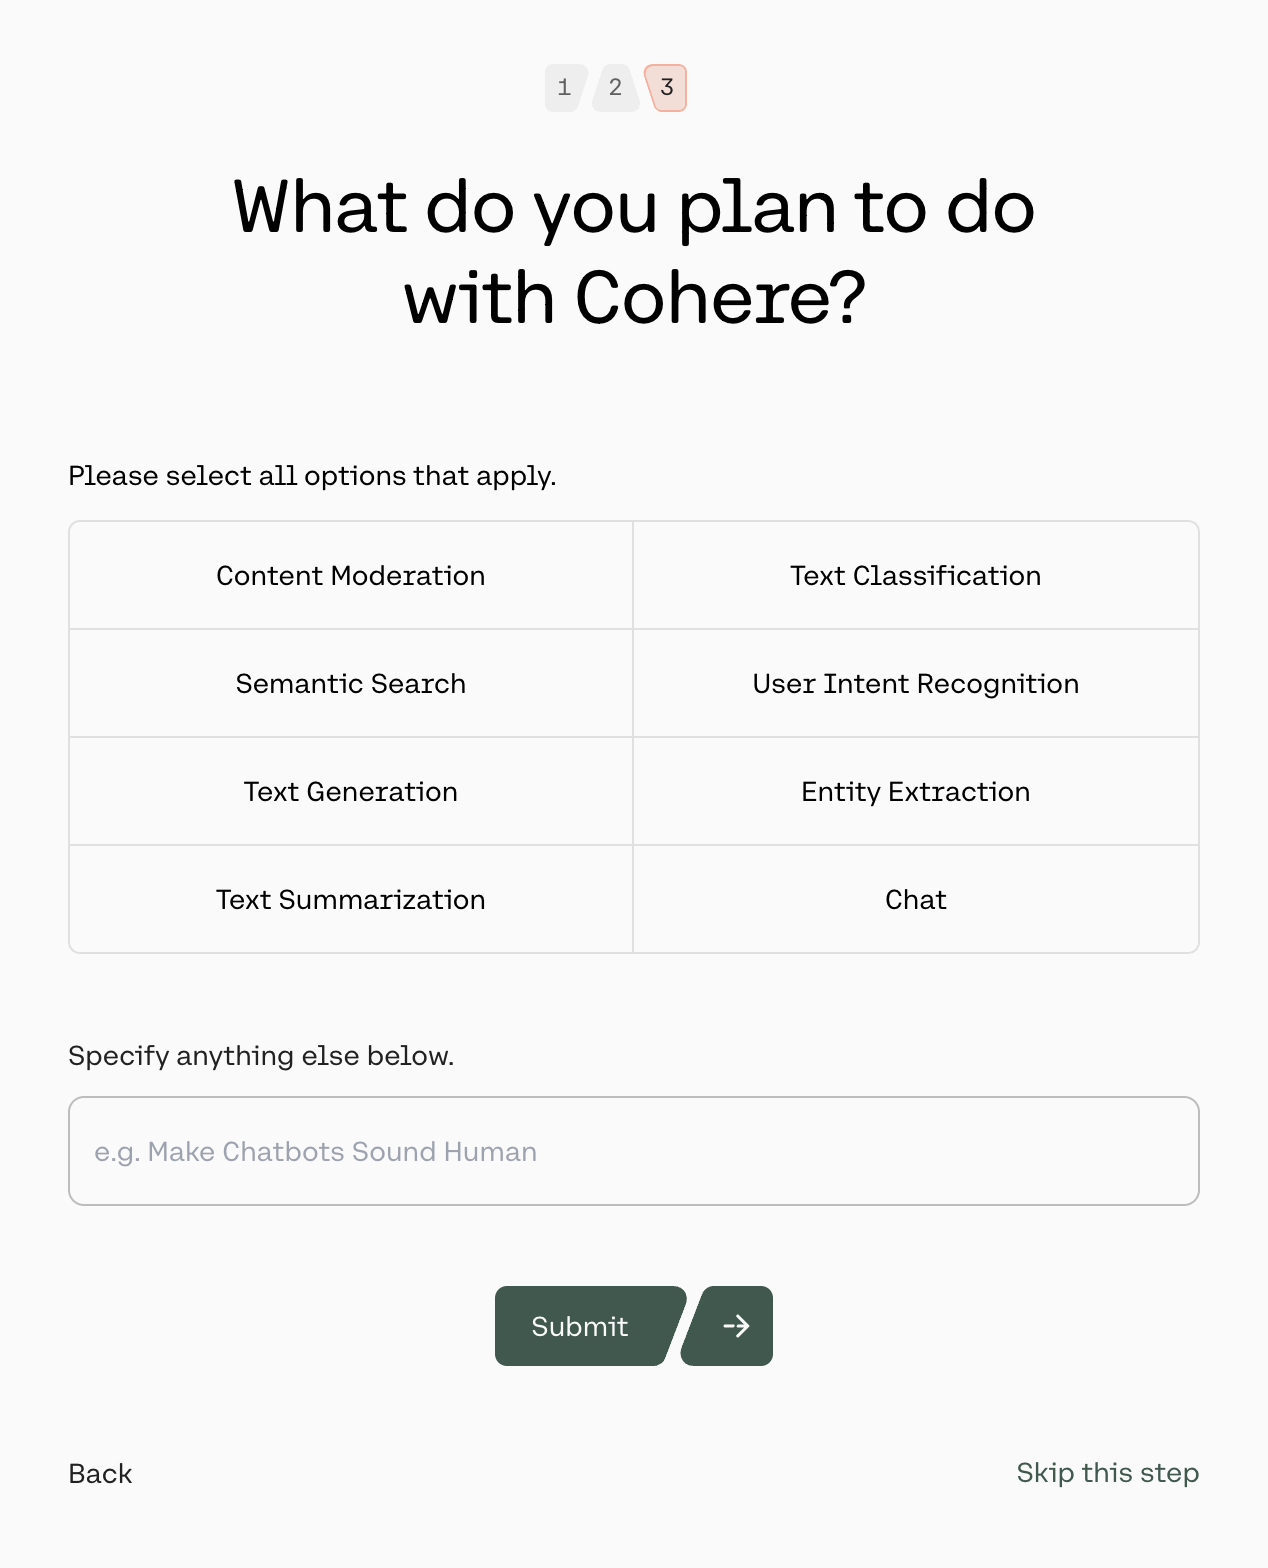 1 2 3
What do you plan to do
with Cohere?
Please select all options that apply.
Content Moderation
Text Classification
Semantic Search
User Intent Recognition
Text Generation
Entity Extraction
Text Summarization
Chat
Specify anything else below.
e.g. Make Chatbots Sound Human
Submit
Back
Skip this step